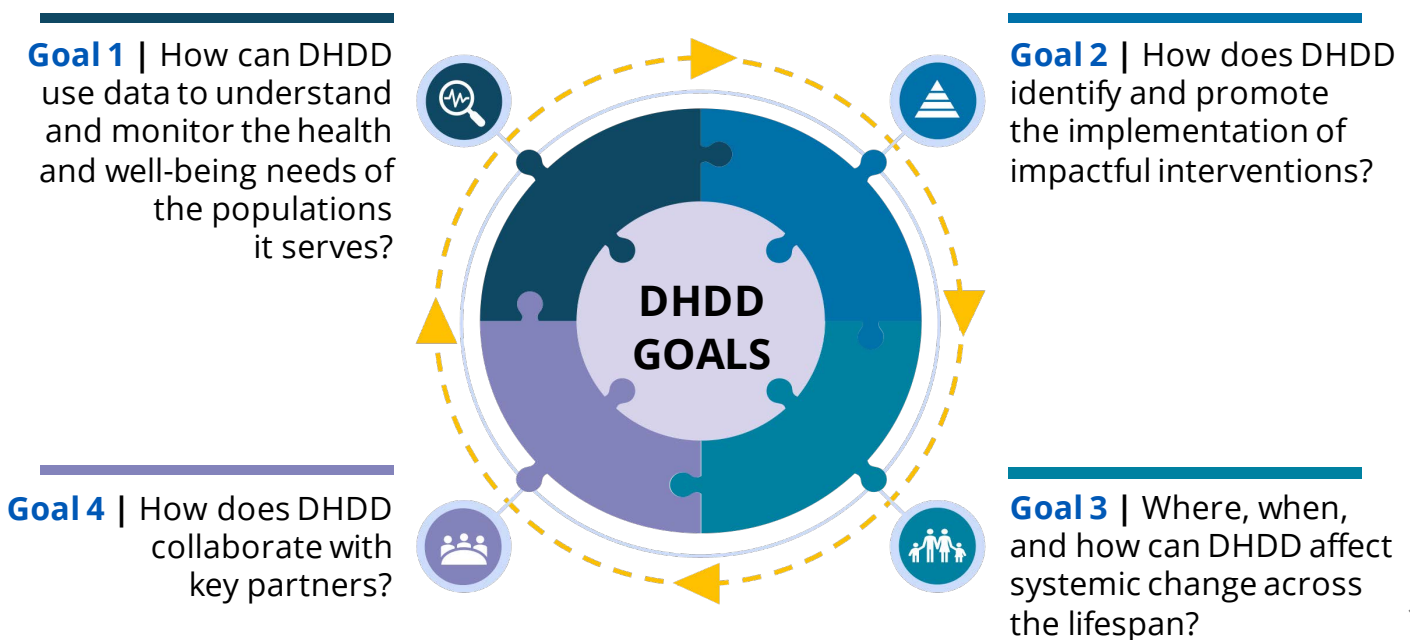 Goal 1 | How can DHDD
use data to understand
and monitor the health
and well-being needs of
the populations
it serves?
Goal 2 | How does DHDD
identify and promote
the implementation of
impactful interventions?
DHDD
GOALS
Goal 4 | How does DHDD
collaborate with
key partners?
Goal 3 | Where, when,
and how can DHDD affect
systemic change across
the lifespan?